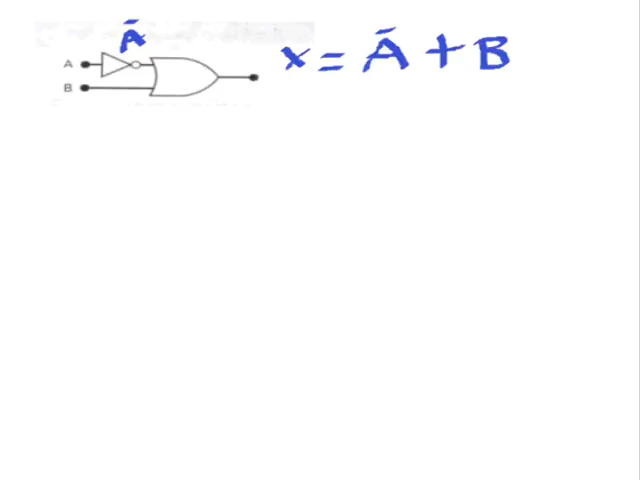 Ā
A
B
x = Ā + B